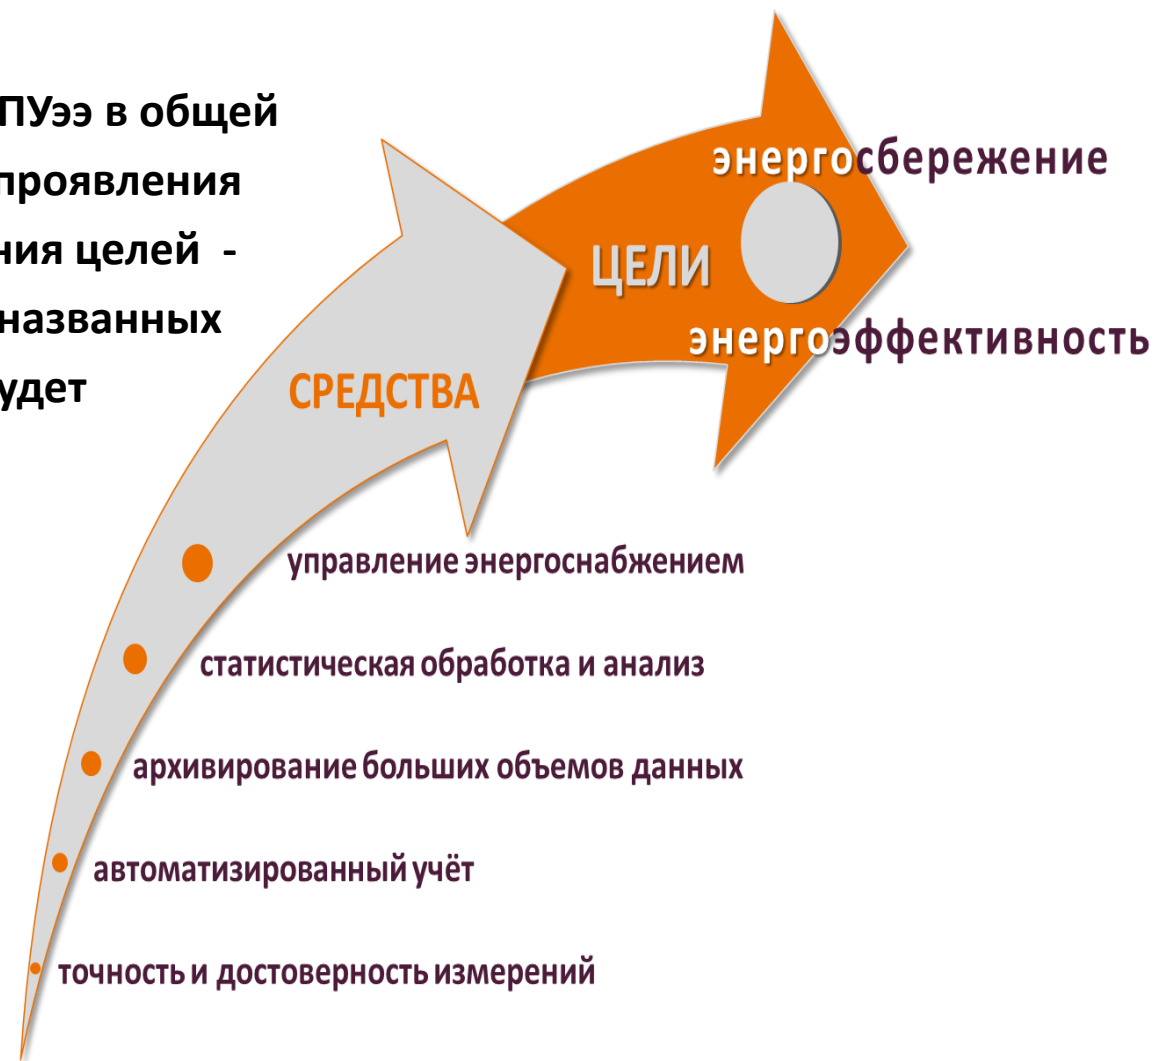 ПУээ в общей
проявления
ния целей -
названных
удет
энергосбережение
ЦЕЛИ
энергоэффективность
СРЕДСТВА
управление энергоснабжением
статистическая обработка и анализ
архивирование больших объемов данных
автоматизированный учёт
точность и достоверность измерений